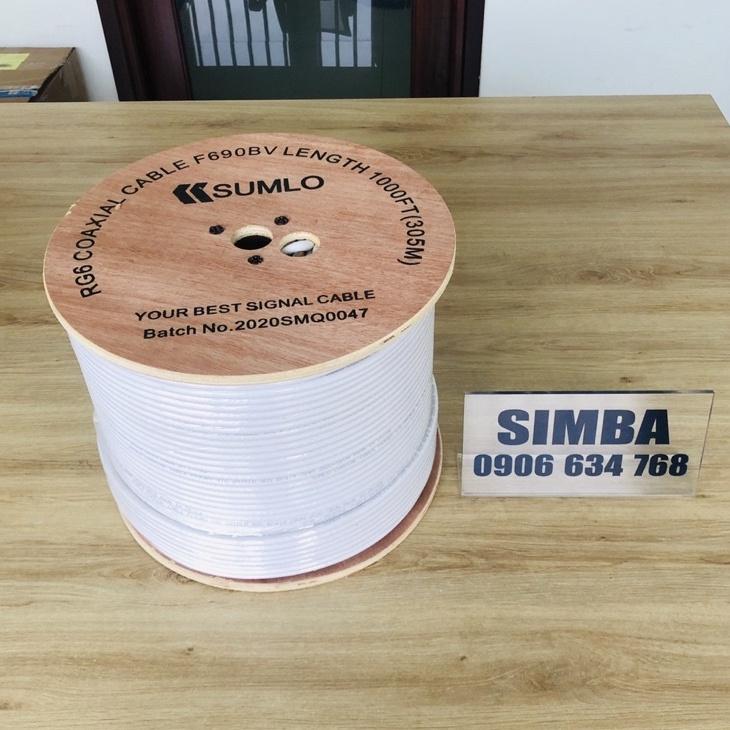 RG6 COAXIAL CABLE F690BV LENGTH 1000FT(305M)
SUMLO
YOUR BEST SIGNAL CABLE
Batch No.2020SMQ0047
SIMBA
0906 634 768